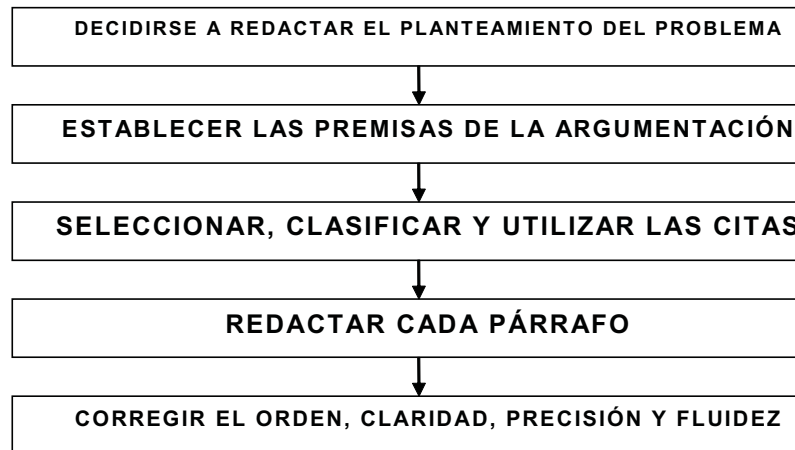 DECIDIRSE A REDACTAR EL PLANTEAMIENTO DEL PROBLEMA
ESTABLECER LAS PREMISAS DE LA ARGUMENTACIÓN
SELECCIONAR, CLASIFICAR Y UTILIZAR LAS CITAS
REDACTAR CADA PÁRRAFO
CORREGIR EL ORDEN, CLARIDAD, PRECISIÓN Y FLUIDEZ